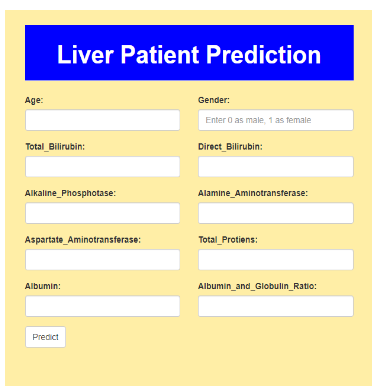 Liver Patient Prediction
Age: Gender:
Enter 0 as male, 1 as female
Total_Bilirubin: Direct_Bilirubin:
Alkaline_Phosphotase: Alamine_Aminotransferase:
Aspartate_Aminotransferase: Total_Protiens:
Albumin: Albumin_and_Globulin_Ratio:
Predict